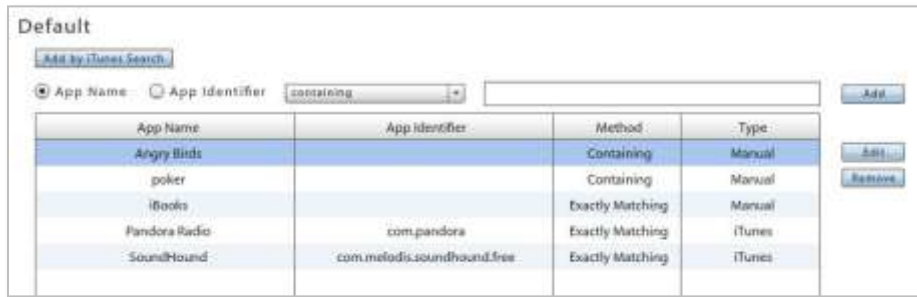 Default
Add by iTunes Search
App Name App Identifier containing Add
App Name App Identifier Method Type
Angry Birds Containing Manual Edit
poker Containing Manual Remove
iBooks Exactly Matching Manual
Pandora Radio com.pandora Exactly Matching iTunes
SoundHound com.melodis.soundhound.free Exactly Matching iTunes